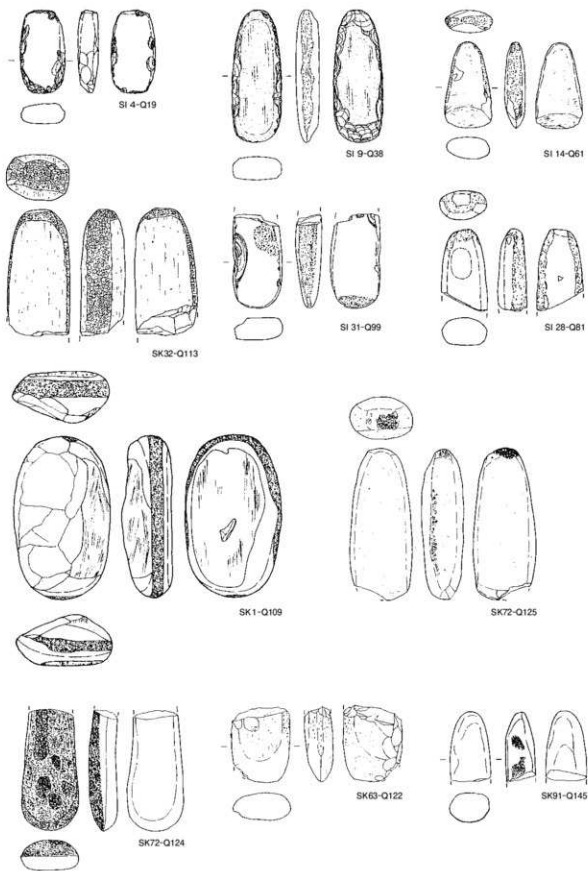 SI 4-Q19
SI 9-Q38
SI 14-Q61
SK32-Q113
SI 31-Q99
SI 28-Q81
SK1-Q109
SK72-Q125
SK72-Q124
SK63-Q122
SK91-Q145